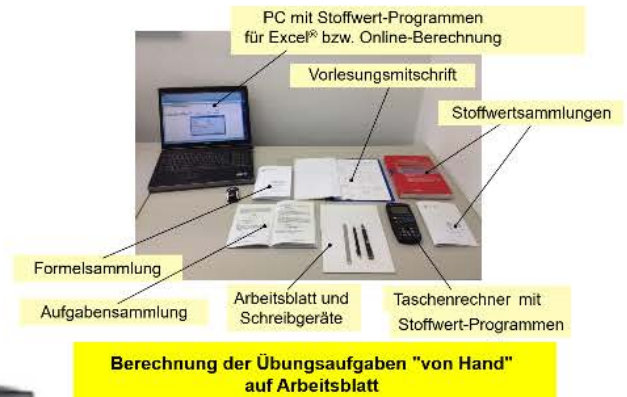 PC mit Stoffwert-Programmen
für Excel® bzw. Online-Berechnung
Vorlesungsmitschrift
Stoffwertsammlungen
Formelsammlung
Aufgabensammlung
Arbeitsblatt und
Schreibgeräte
Taschenrechner mit
Stoffwert-Programmen
Berechnung der Übungsaufgaben "von Hand"
auf Arbeitsblatt